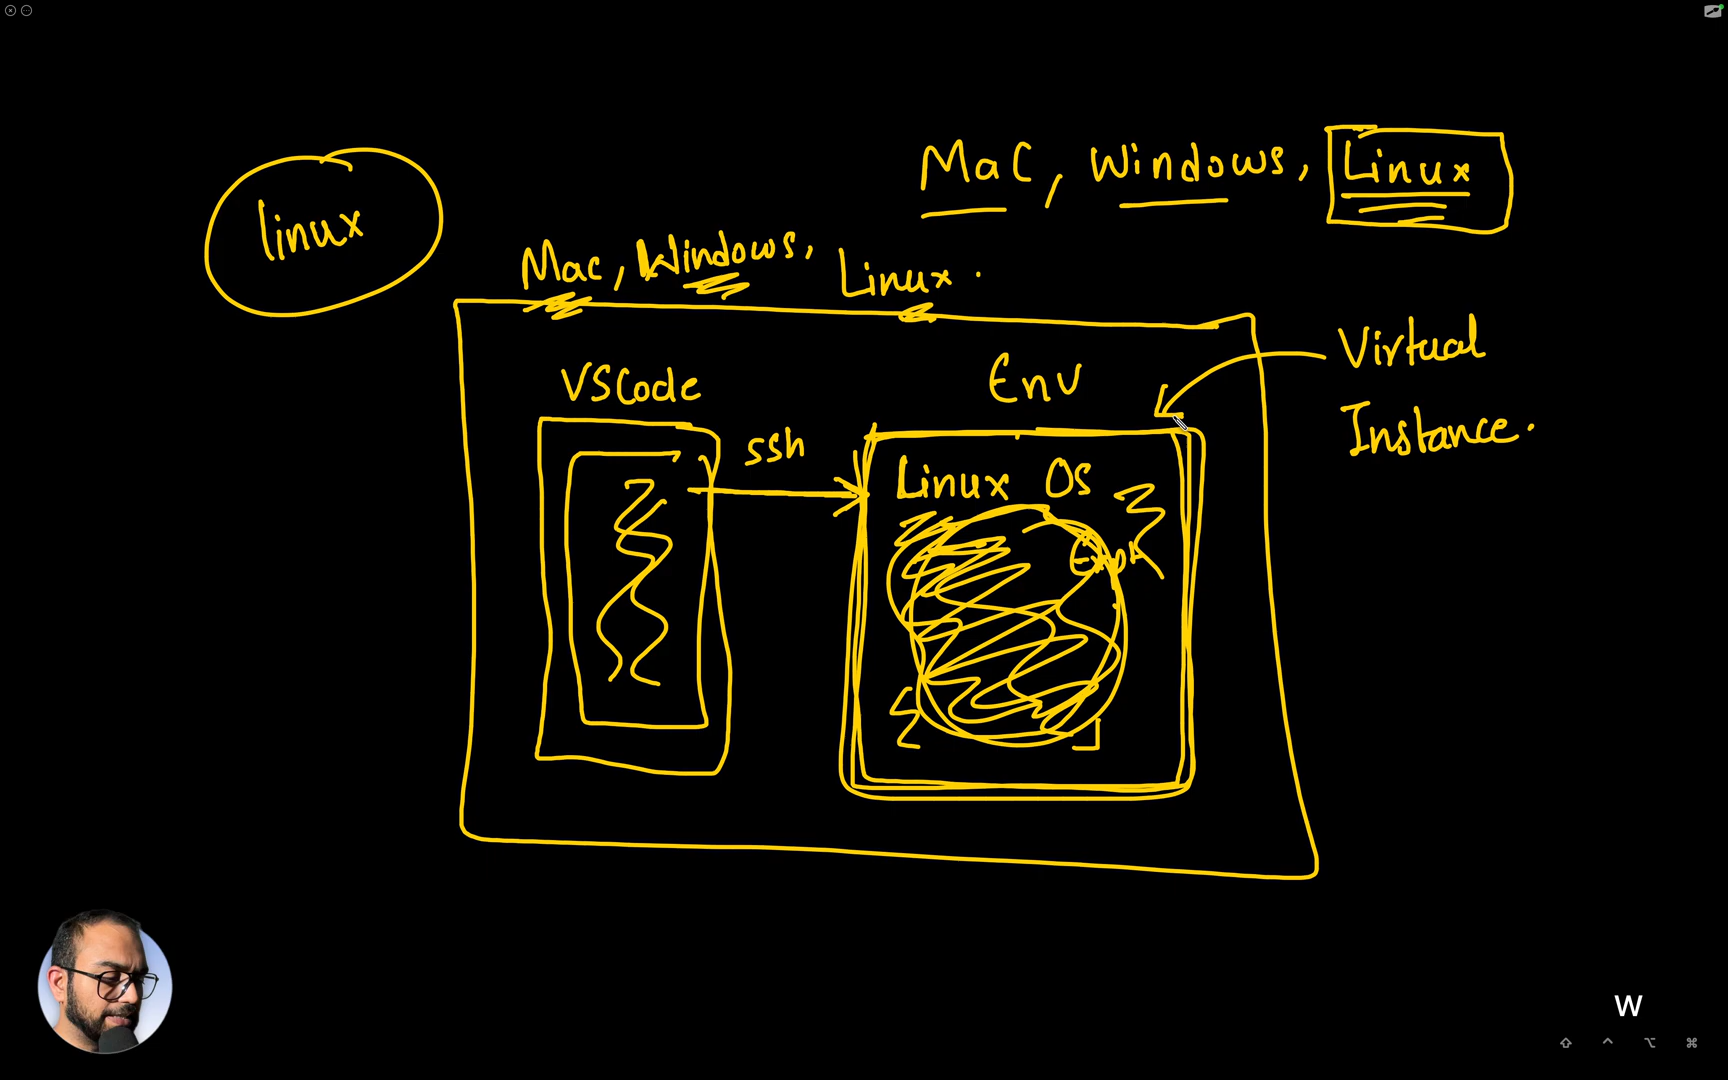 Mac, Windows, Linux
linux
Mac, Windows, Linux.
Virtual
Instance.
VSCode
Env
ssh
Linux OS
W